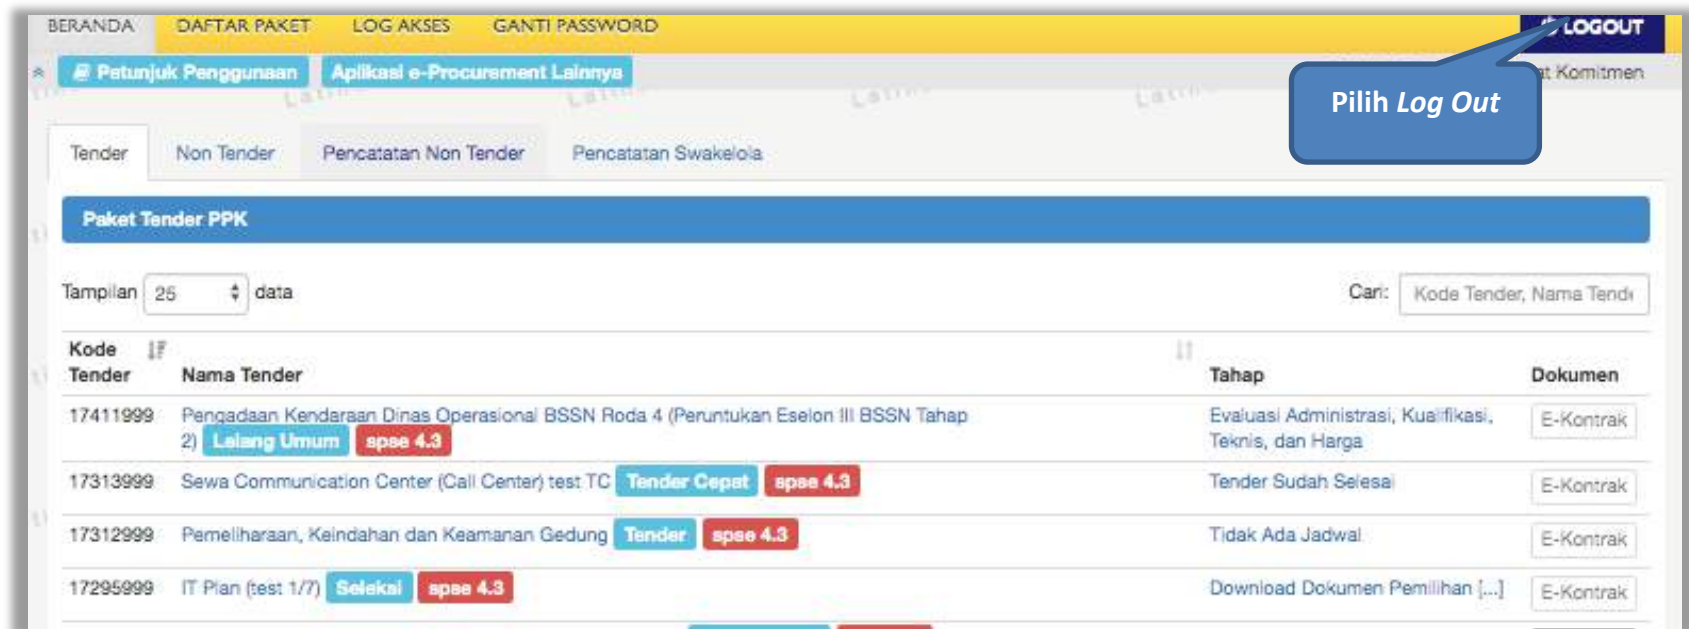 BERANDA DAFTAR PAKET LOG AKSES GANTI PASSWORD LOGOUT
Petunjuk Penggunaan Aplikasi e-Procurement Lainnya at Komitmen
Pilih Log Out
Tender Non Tender Pencatatan Non Tender Pencatatan Swakelola
Paket Tender PPK
Tampilan 25 data Cari: Kode Tender, Nama Tende
Kode
Tender Nama Tender Tahap Dokumen
17411999 Pengadaan Kendaraan Dinas Operasional BSSN Roda 4 (Peruntukan Eselon III BSSN Tahap Evaluasi Administrasi, Kualifikasi, E-Kontrak
2) Lelang Umum spse 4.3 Teknis, dan Harga
17313999 Sewa Communication Center (Call Center) test TC Tender Cepat spse 4.3 Tender Sudah Selesai E-Kontrak
17312999 Pemeliharaan, Keindahan dan Keamanan Gedung Tender spse 4.3 Tidak Ada Jadwal E-Kontrak
17295999 IT Plan (test 1/7) Seleksi spse 4.3 Download Dokumen Pemilihan [...] E-Kontrak